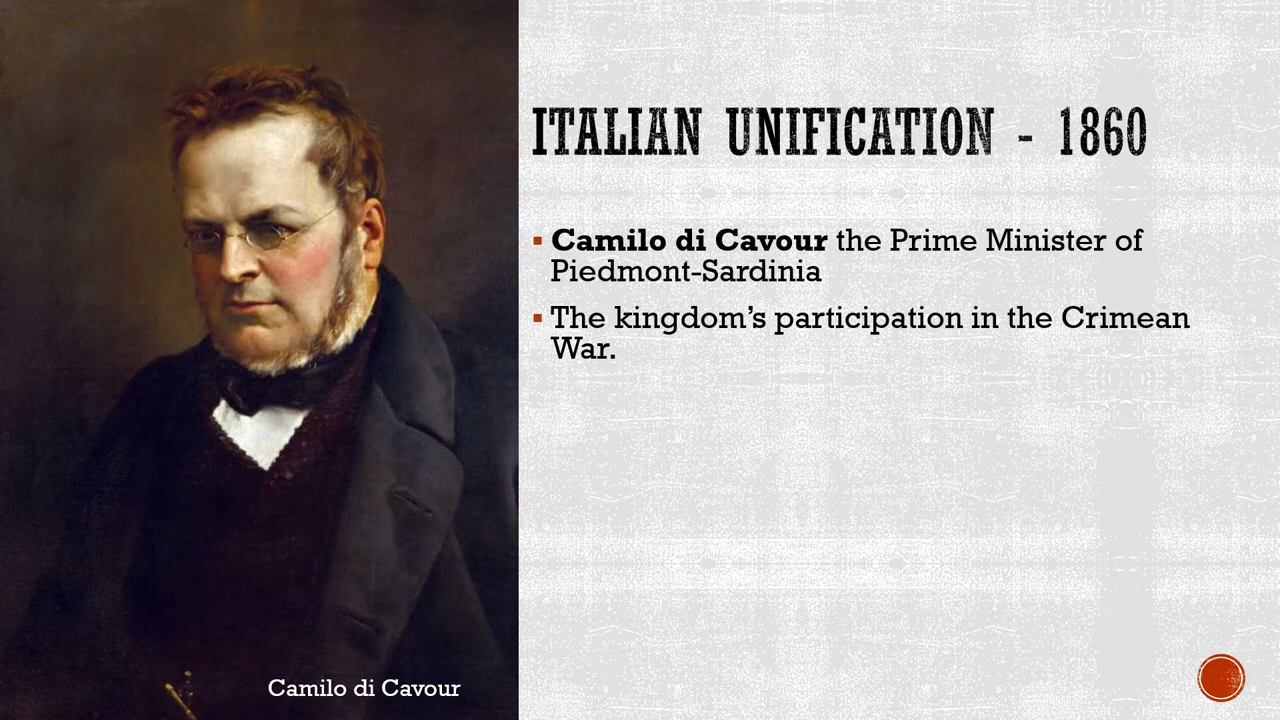 ITALIAN UNIFICATION - 1860
Camilo di Cavour the Prime Minister of
Piedmont-Sardinia
The kingdom's participation in the Crimean
War.
Camilo di Cavour